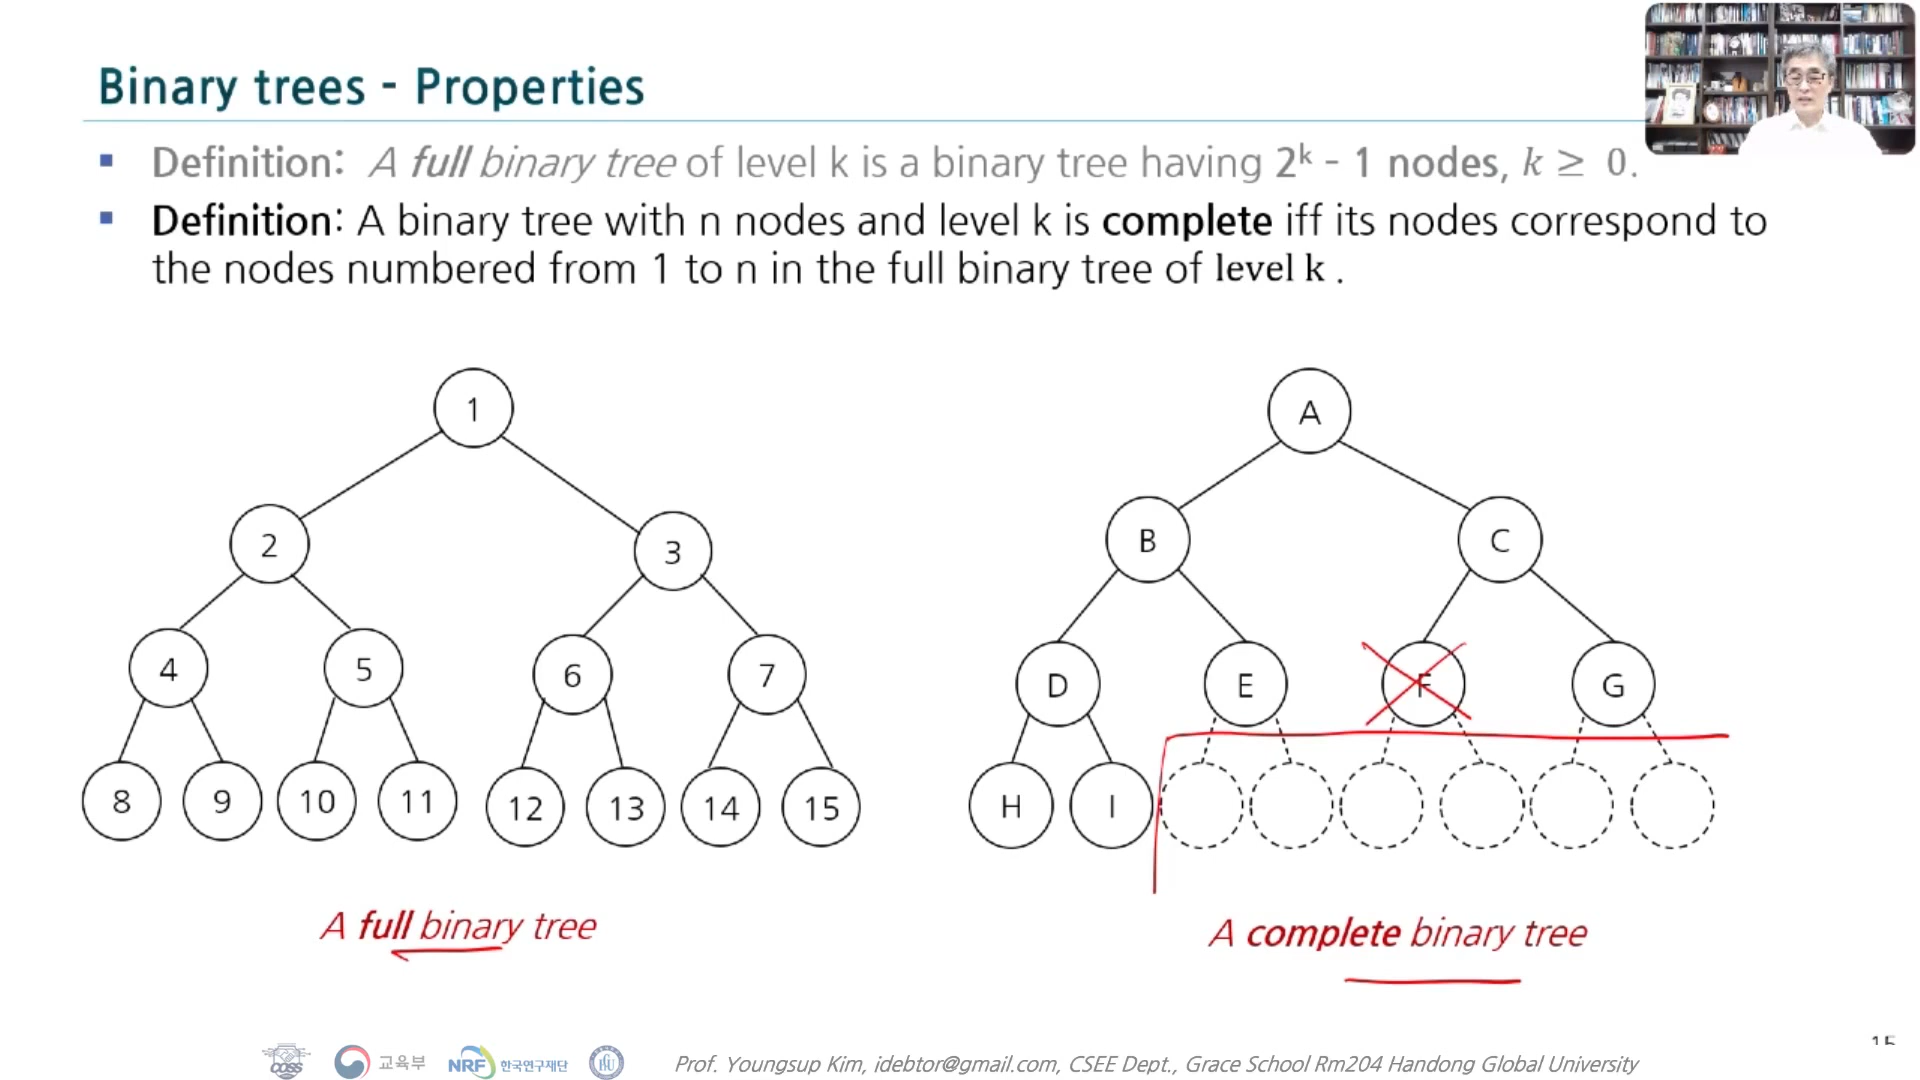 Binary trees - Properties
▪ Definition: A full binary tree of level k is a binary tree having 2ᵏ - 1 nodes, k ≥ 0.
▪ Definition: A binary tree with n nodes and level k is complete iff its nodes correspond to
the nodes numbered from 1 to n in the full binary tree of level k .
1
2 3
4 5 6 7
8 9 10 11 12 13 14 15
A full binary tree
A
B C
D E F G
H I
A complete binary tree
교육부 NRF 한국연구재단
Prof. Youngsup Kim, idebtor@gmail.com, CSEE Dept., Grace School Rm204 Handong Global University
15